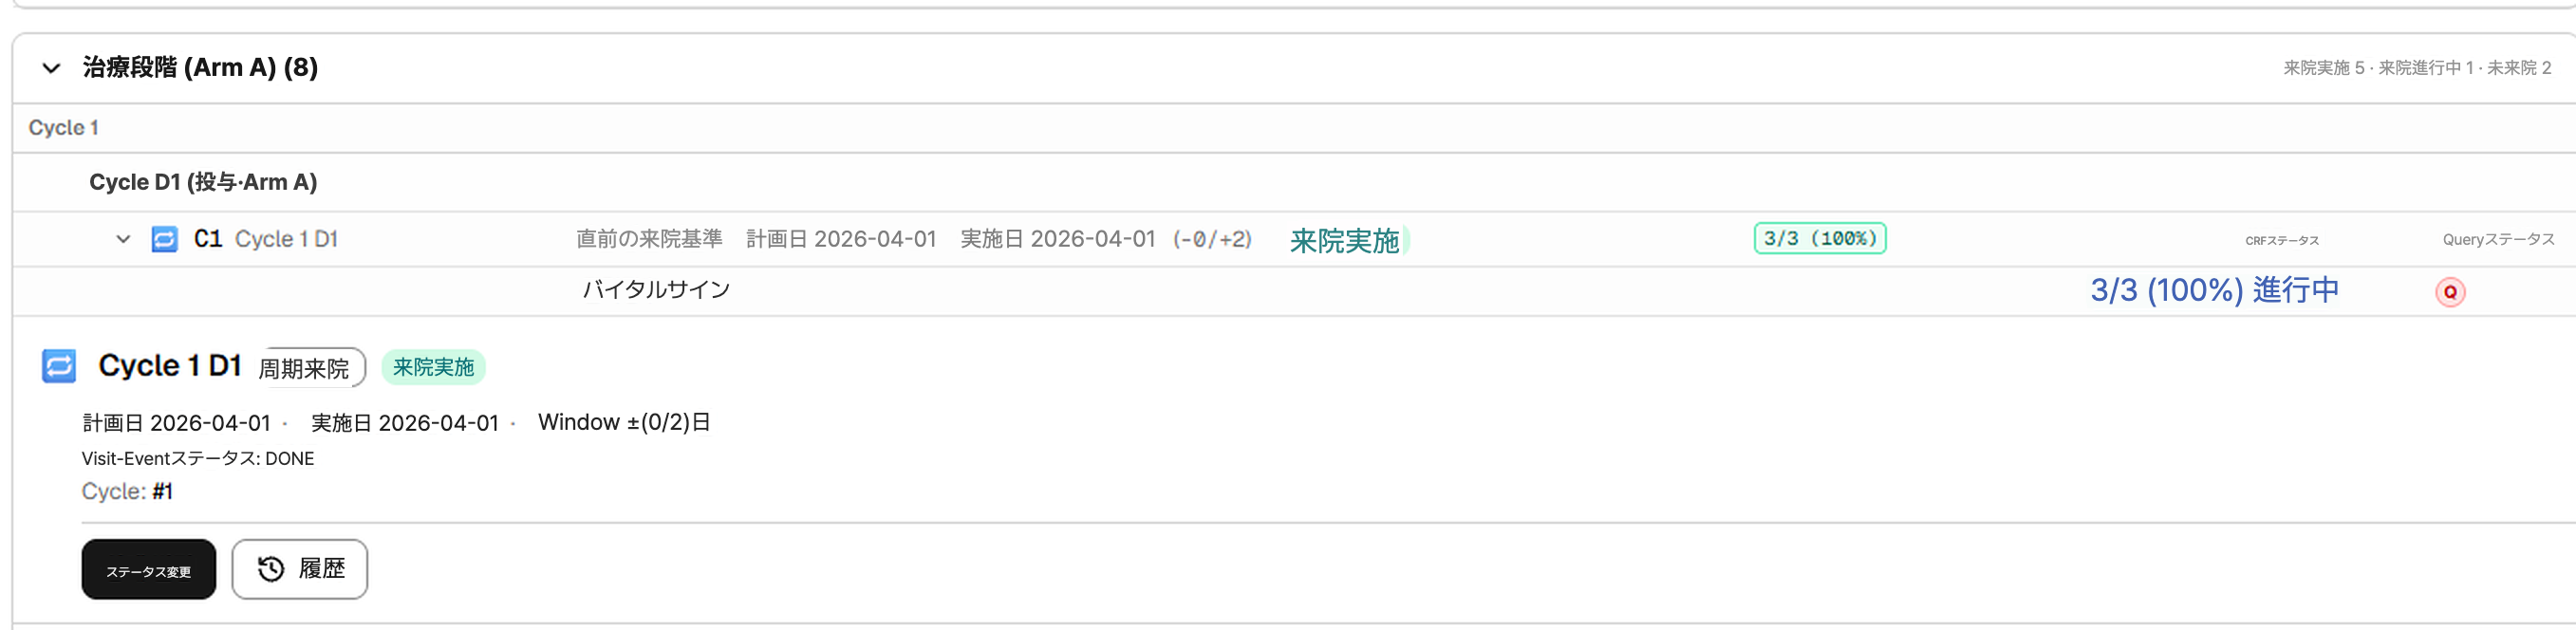 治療段階 (Arm A) (8) 来院実施 5 · 来院進行中 1 · 未来院 2
Cycle 1
Cycle D1 (投与·Arm A)
C1 Cycle 1 D1 直前の来院基準 計画日 2026-04-01 実施日 2026-04-01 (-0/+2) 来院実施 3/3 (100%) CRFステータス Queryステータス
バイタルサイン 3/3 (100%) 進行中 Q
Cycle 1 D1 周期来院 来院実施
計画日 2026-04-01 · 実施日 2026-04-01 · Window ±(0/2)日
Visit-Eventステータス: DONE
Cycle: #1
ステータス変更 履歴